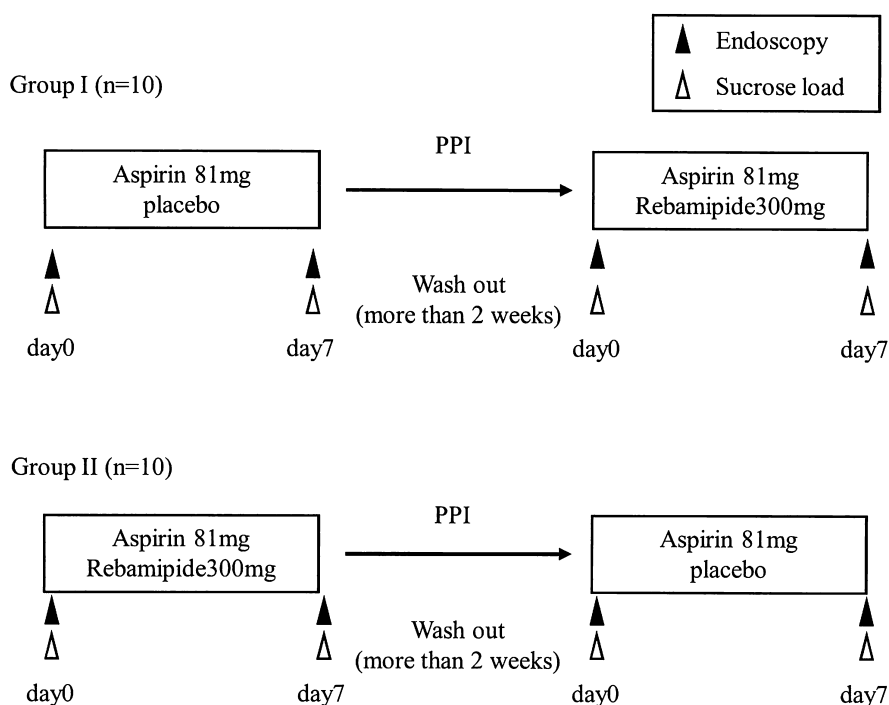 Endoscopy
Sucrose load
Group I (n=10)
Aspirin 81mg
placebo
PPI
Aspirin 81mg
Rebamipide300mg
Wash out
(more than 2 weeks)
day0
day7
day0
day7
Group II (n=10)
Aspirin 81mg
Rebamipide300mg
PPI
Aspirin 81mg
placebo
Wash out
(more than 2 weeks)
day0
day7
day0
day7